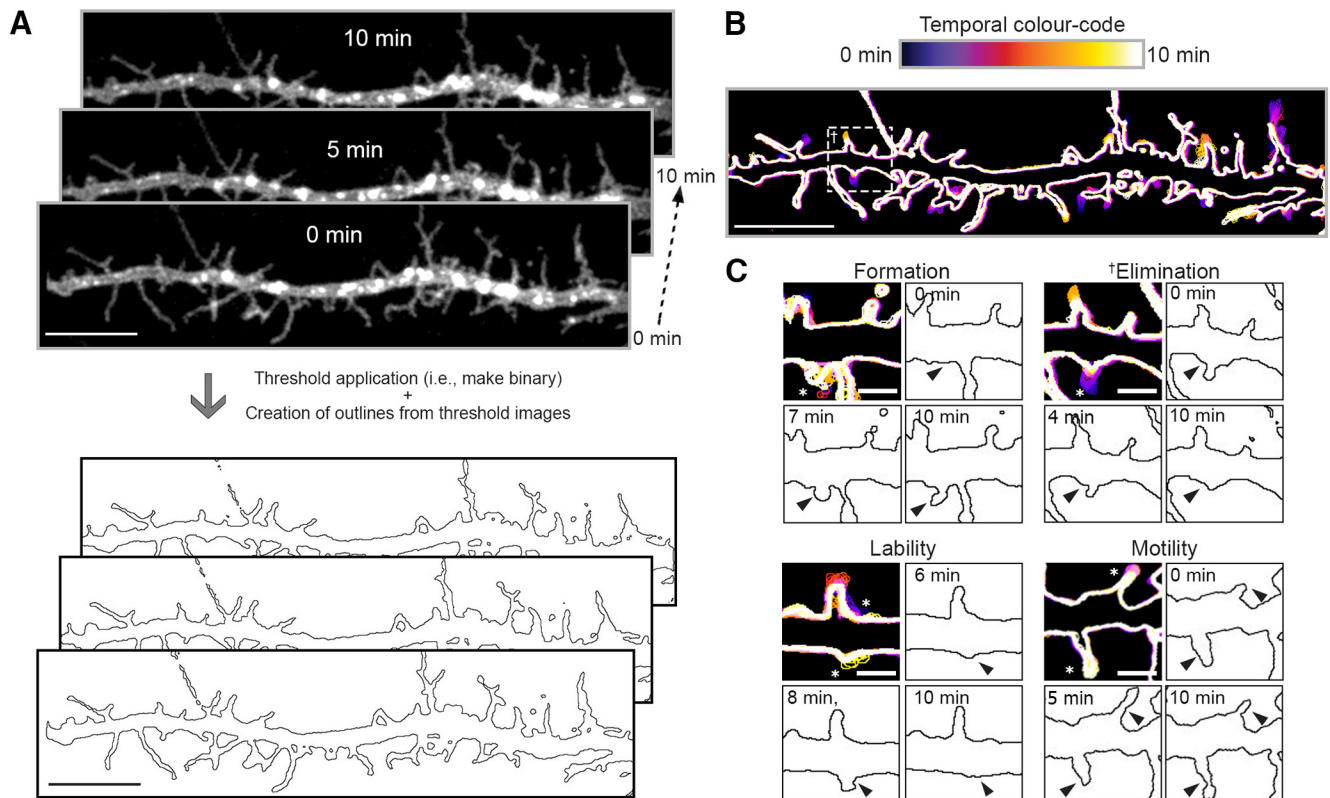 A
10 min
5 min
0 min
10 min
0 min
Threshold application (i.e., make binary)
+
Creation of outlines from threshold images
B
Temporal colour-code
0 min
10 min
†
C
Formation
0 min
*
7 min
10 min
†Elimination
0 min
*
4 min
10 min
Lability
6 min
*
*
8 min,
10 min
Motility
*
0 min
*
5 min
10 min